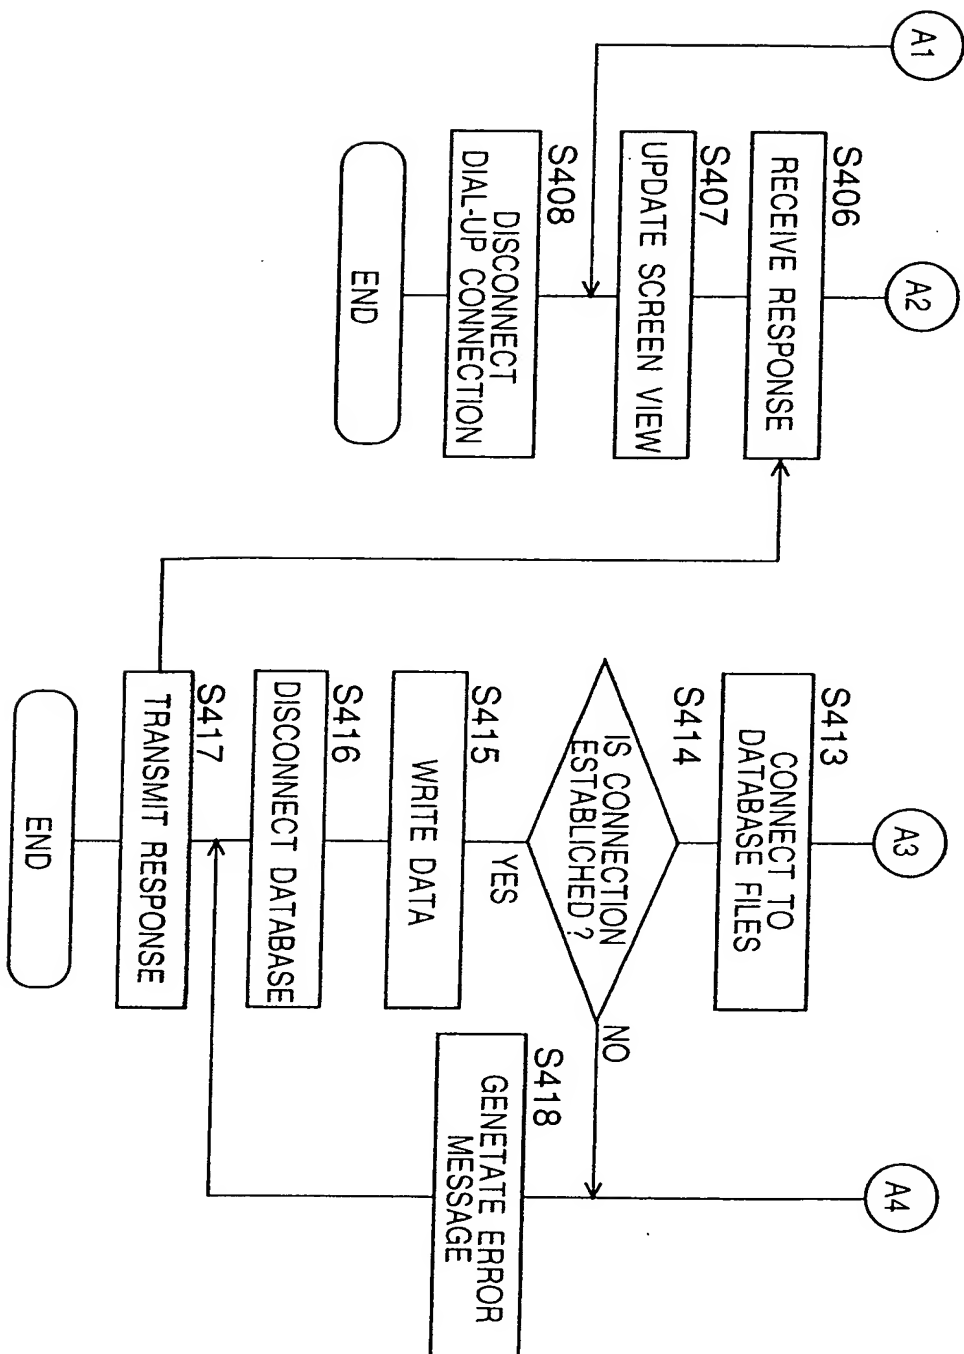 A1
A2
A3
A4
S406
RECEIVE RESPONSE
S407
UPDATE SCREEN VIEW
S408
DISCONNECT
DIAL-UP CONNECTION
END
S413
CONNECT TO
DATABASE FILES
S414
IS CONNECTION
ESTABLICHED ?
YES
NO
S415
WRITE DATA
S416
DISCONNECT DATABASE
S417
TRANSMIT RESPONSE
END
S418
GENETATE ERROR
MESSAGE